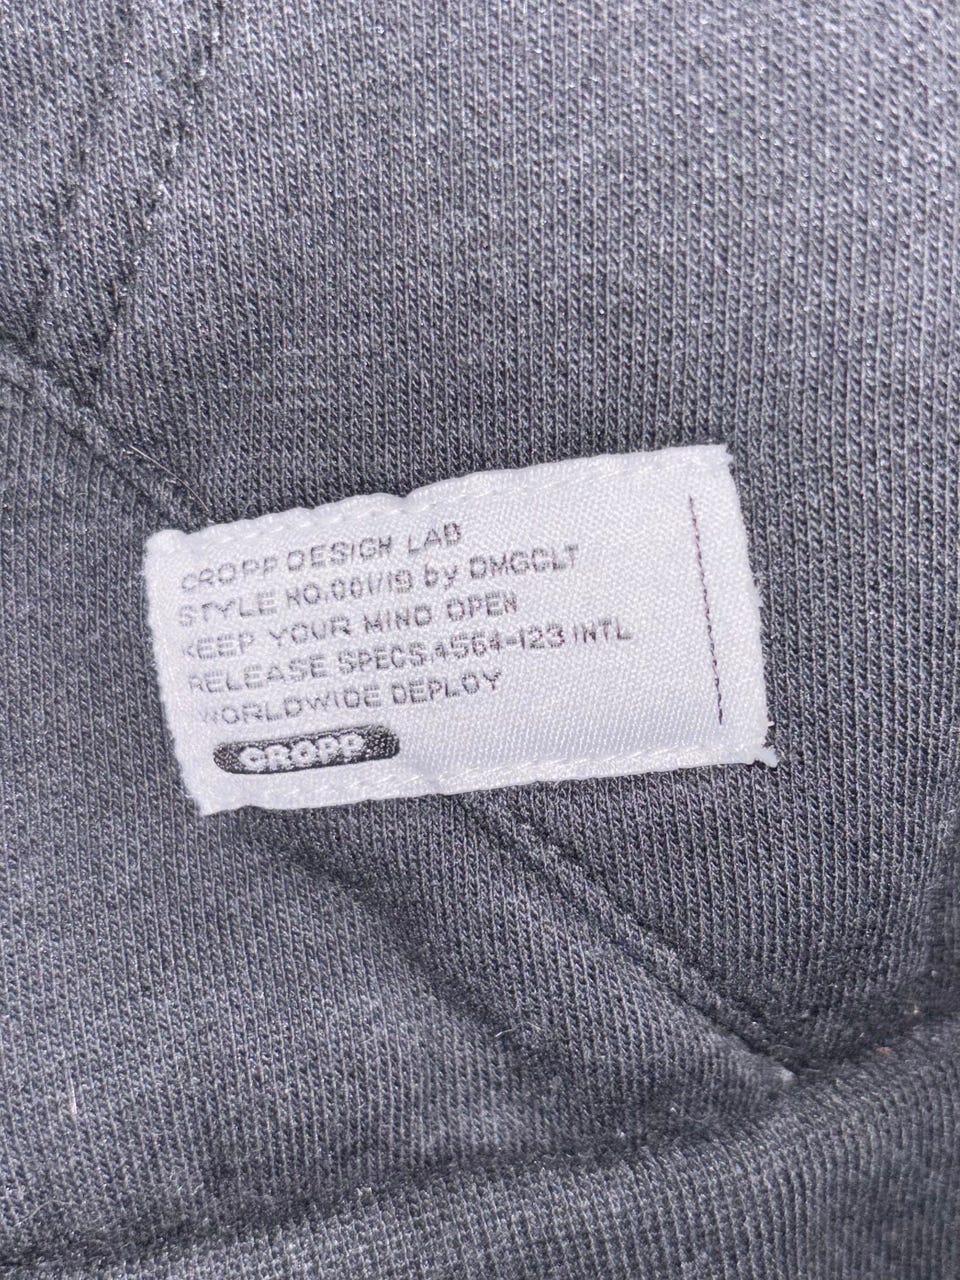 CROPP DESIGN LAB
STYLE NO.001/19 by DMGCLT
KEEP YOUR MIND OPEN
RELEASE SPECS.4564-123 INTL
WORLDWIDE DEPLOY
CROPP